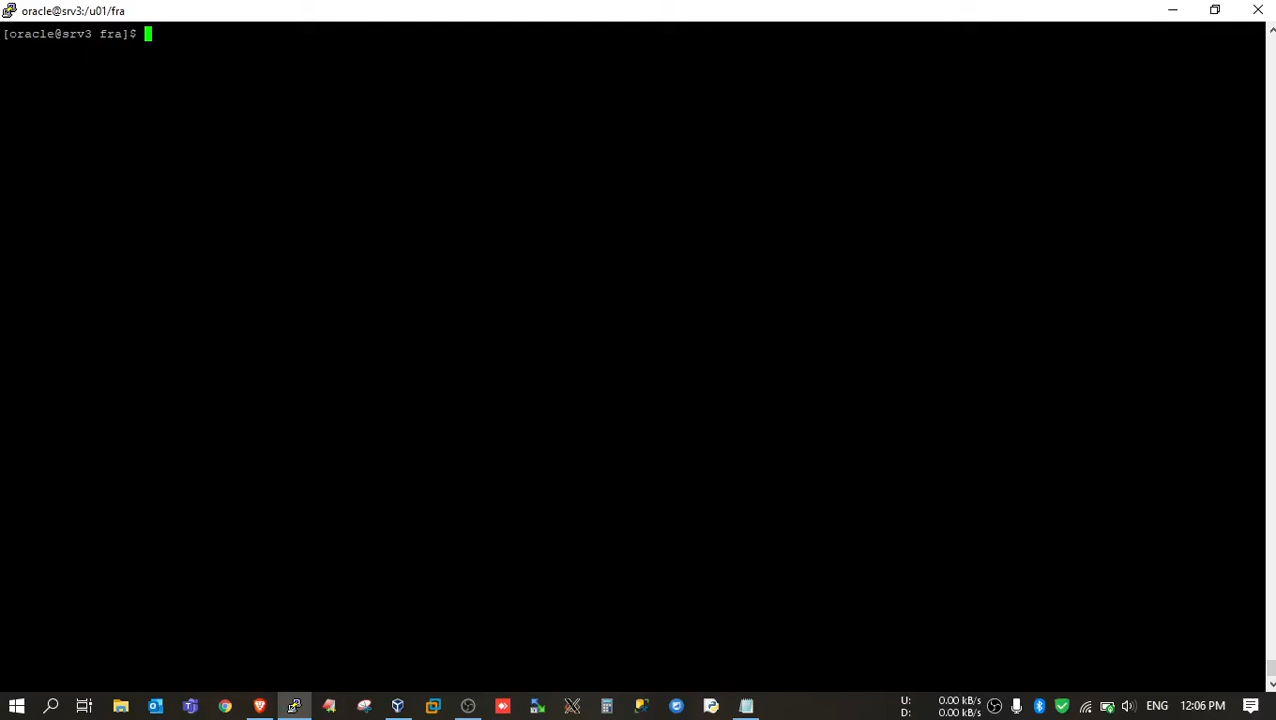 oracle@srv3:/u01/fra
[oracle@srv3 fra]$
U: 0.00 kB/s
D: 0.00 kB/s
ENG
12:06 PM